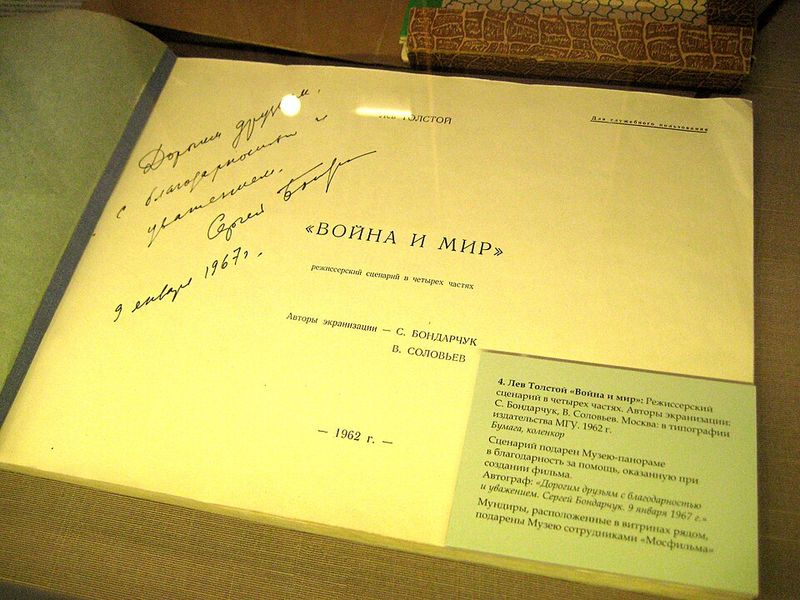 Дорогим друзьям,
с благодарностью и
уважением.
Сергей Бондар
9 января 1967 г.
Лев ТОЛСТОЙ
Для служебного пользования
«ВОЙНА И МИР»
режиссерский сценарий в четырех частях
Авторы экранизации — С. БОНДАРЧУК
В. СОЛОВЬЕВ
— 1962 г. —
4. Лев Толстой «Война и мир»: Режиссерский
сценарий в четырех частях. Авторы экранизации:
С. Бондарчук, В. Соловьев. Москва: в типографии
издательства МГУ. 1962 г.
Бумага, коленкор
Сценарий подарен Музею-панораме
в благодарность за помощь, оказанную при
создании фильма.
Автограф: «Дорогим друзьям с благодарностью
и уважением. Сергей Бондарчук. 9 января 1967 г.»
Мундиры, расположенные в витринах рядом,
подарены Музею сотрудниками «Мосфильма»